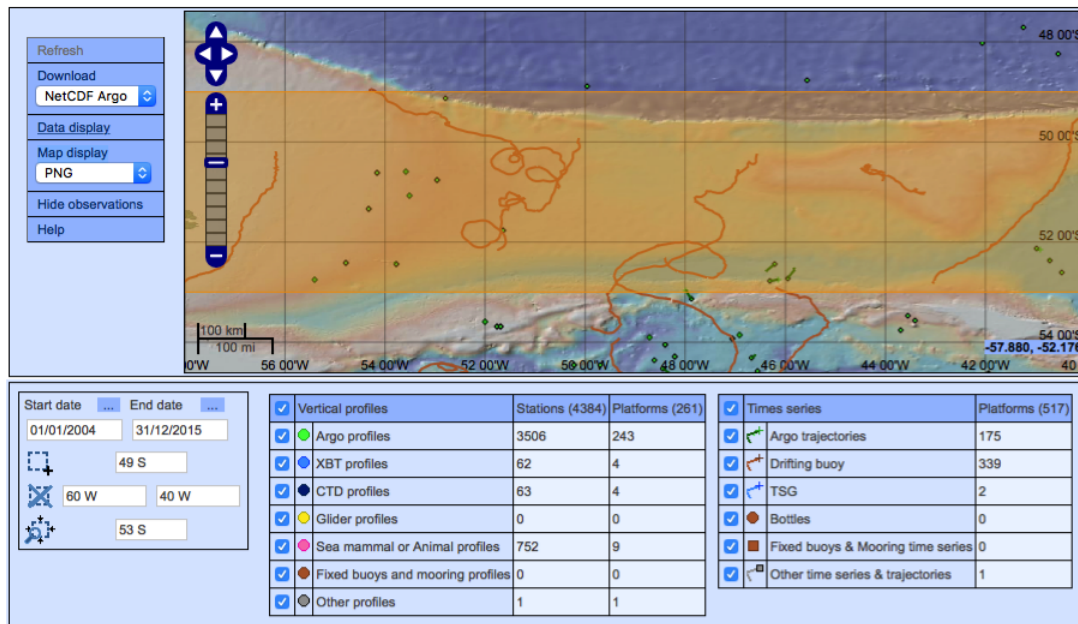 Refresh
Download
NetCDF Argo
Data display
Map display
PNG
Hide observations
Help
+
−
48 00'S
50 00'S
52 00'S
54 00'S
100 km
100 mi
-57.880, -52.176
00'W 56 00'W 54 00'W 52 00'W 50 00'W 48 00'W 46 00'W 44 00'W 42 00'W 40
Start date ... End date ...
01/01/2004 31/12/2015
49 S
60 W 40 W
53 S
Vertical profiles Stations (4384) Platforms (261)
Argo profiles 3506 243
XBT profiles 62 4
CTD profiles 63 4
Glider profiles 0 0
Sea mammal or Animal profiles 752 9
Fixed buoys and mooring profiles 0 0
Other profiles 1 1
Times series Platforms (517)
Argo trajectories 175
Drifting buoy 339
TSG 2
Bottles 0
Fixed buoys & Mooring time series 0
Other time series & trajectories 1